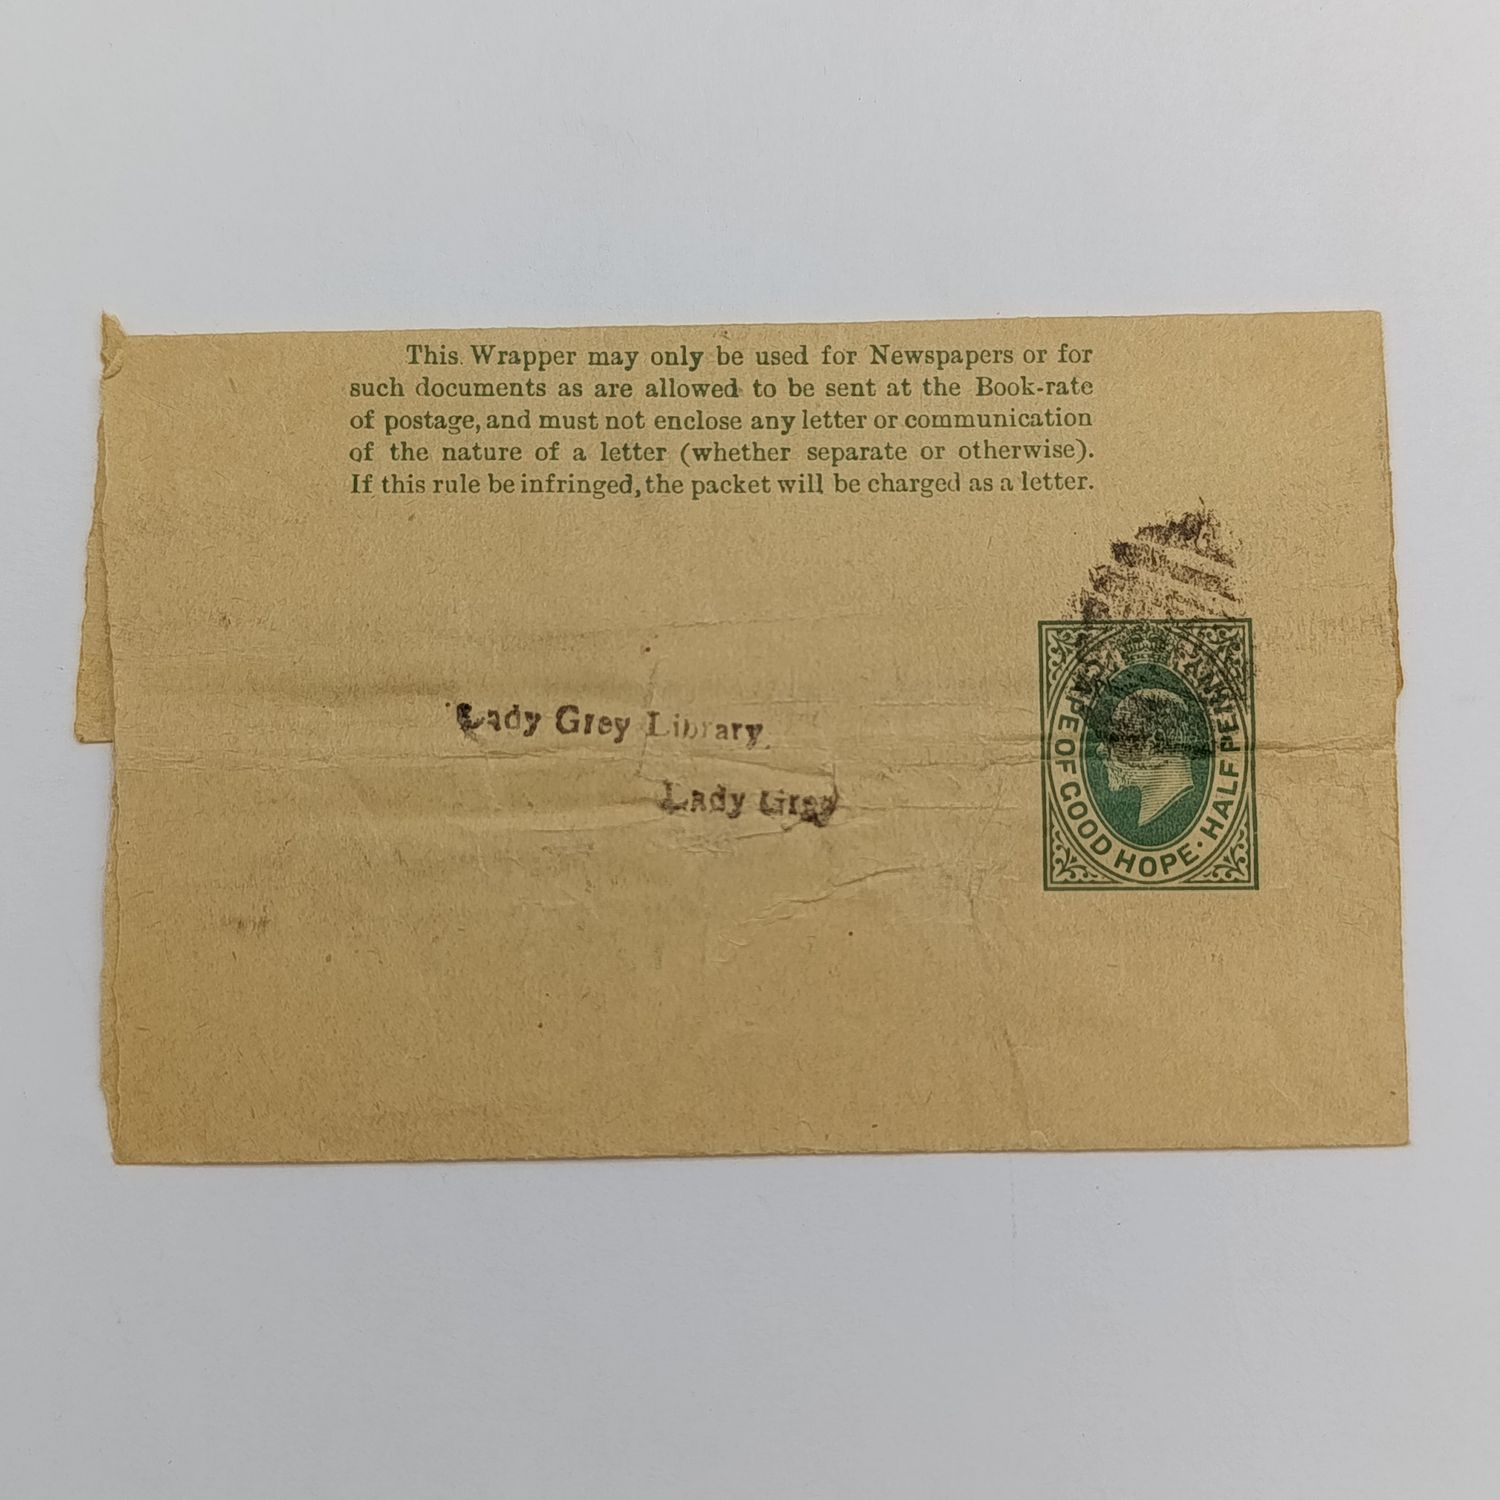 This Wrapper may only be used for Newspapers or for
such documents as are allowed to be sent at the Book-rate
of postage, and must not enclose any letter or communication
of the nature of a letter (whether separate or otherwise).
If this rule be infringed, the packet will be charged as a letter.
Lady Grey Library
Lady Grey
CAPE OF GOOD HOPE · HALF PENNY